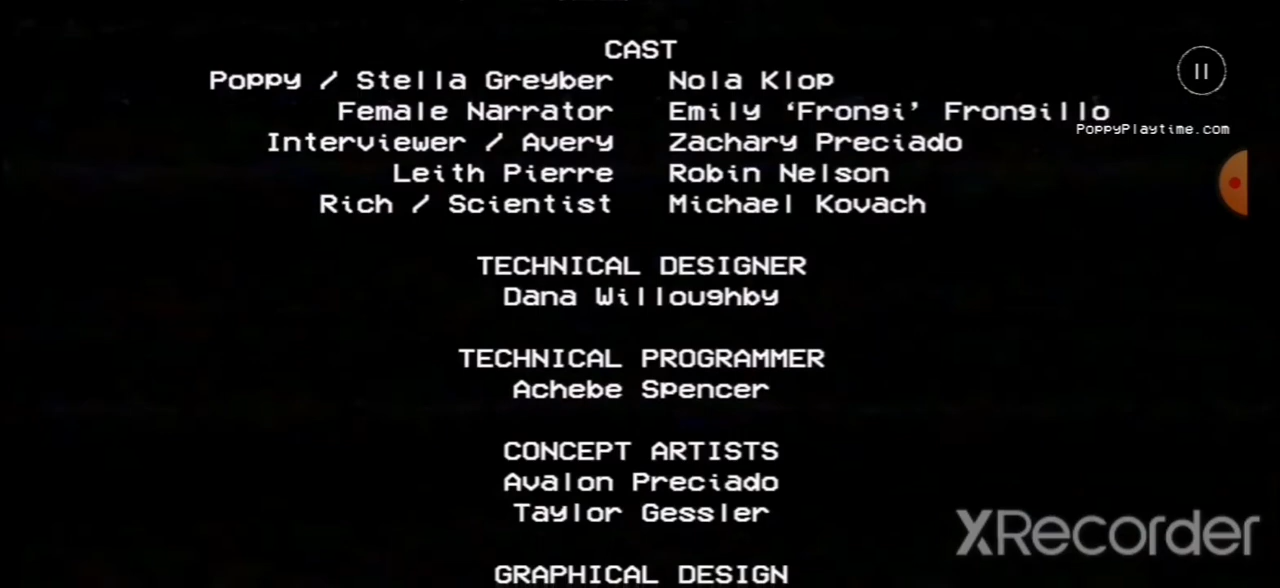 CAST
Poppy / Stella Greyber Nola Klop
Female Narrator Emily ‘Frongi’ Frongillo
PoppyPlaytime.com
Interviewer / Avery Zachary Preciado
Leith Pierre Robin Nelson
Rich / Scientist Michael Kovach
TECHNICAL DESIGNER
Dana Willoughby
TECHNICAL PROGRAMMER
Achebe Spencer
CONCEPT ARTISTS
Avalon Preciado
Taylor Gessler
XRecorder
GRAPHICAL DESIGN